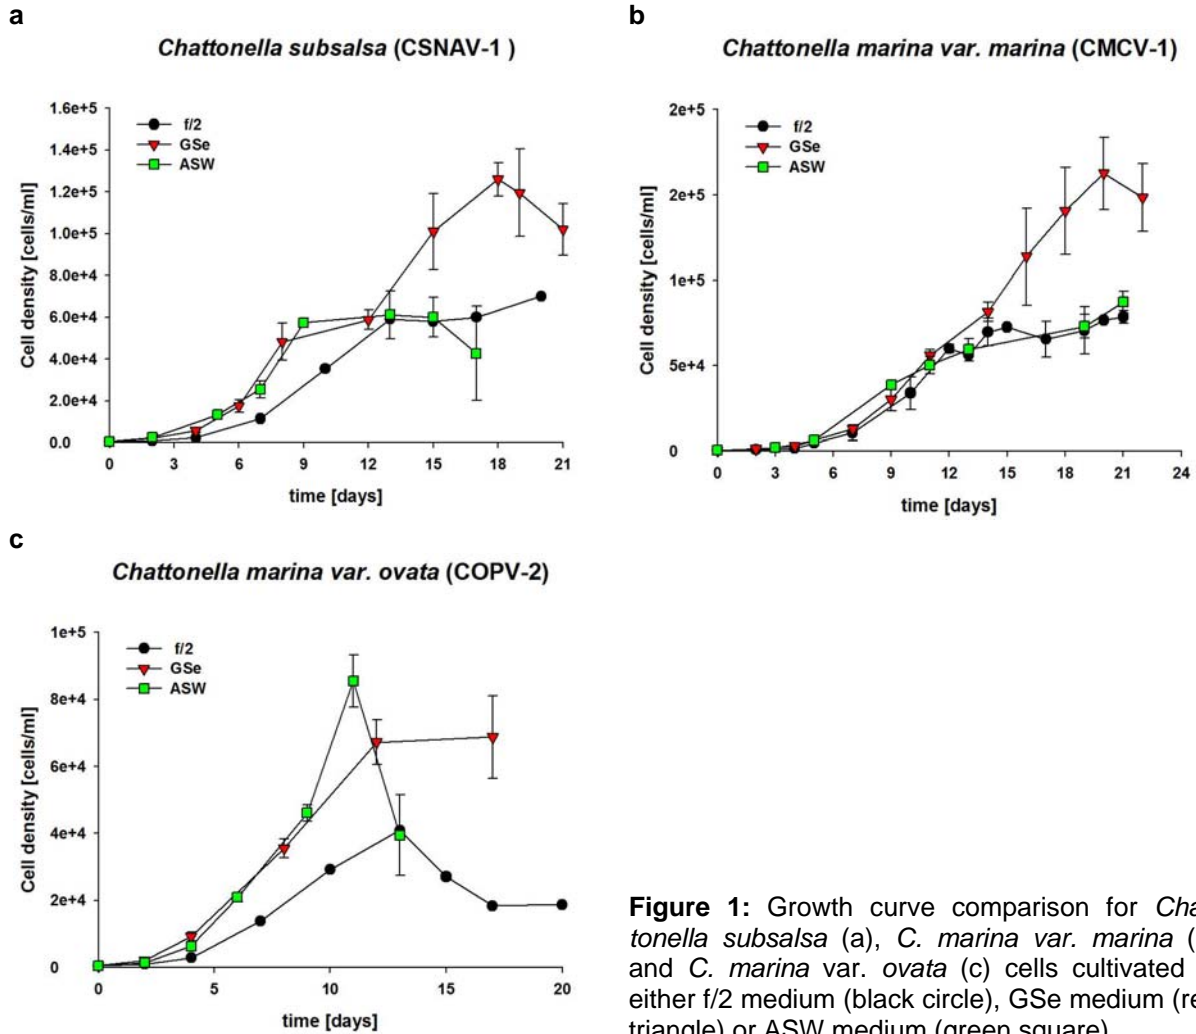 a
Chattonella subsalsa (CSNAV-1 )
1.6e+5
1.4e+5
1.2e+5
1.0e+5
8.0e+4
6.0e+4
4.0e+4
2.0e+4
0.0
Cell density [cells/ml]
f/2
GSe
ASW
0 3 6 9 12 15 18 21
time [days]
b
Chattonella marina var. marina (CMCV-1)
2e+5
2e+5
1e+5
5e+4
0
Cell density [cells/ml]
f/2
GSe
ASW
0 3 6 9 12 15 18 21 24
time [days]
c
Chattonella marina var. ovata (COPV-2)
1e+5
8e+4
6e+4
4e+4
2e+4
0
Cell density [cells/ml]
f/2
GSe
ASW
0 5 10 15 20
time [days]
Figure 1: Growth curve comparison for
tonella subsalsa (a), C. marina var. marina
and C. marina var. ovata (c) cells cultivated
either f/2 medium (black circle), GSe medium
triangle) or ASW medium (green square).